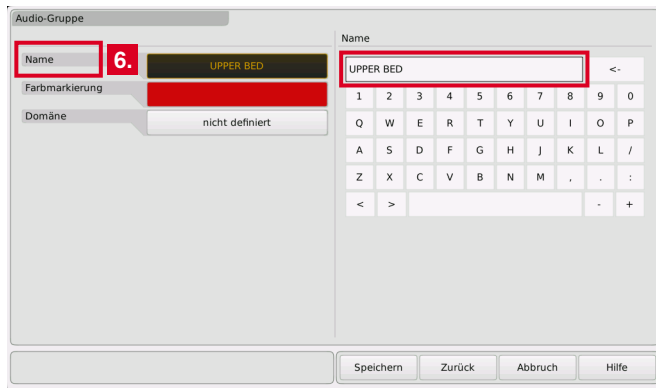 Audio-Gruppe
Name
6.
UPPER BED
Farbmarkierung
Domäne
nicht definiert
Name
UPPER BED
<-
1 2 3 4 5 6 7 8 9 0
Q W E R T Y U I O P
A S D F G H J K L /
Z X C V B N M , . :
< > - +
Speichern Zurück Abbruch Hilfe